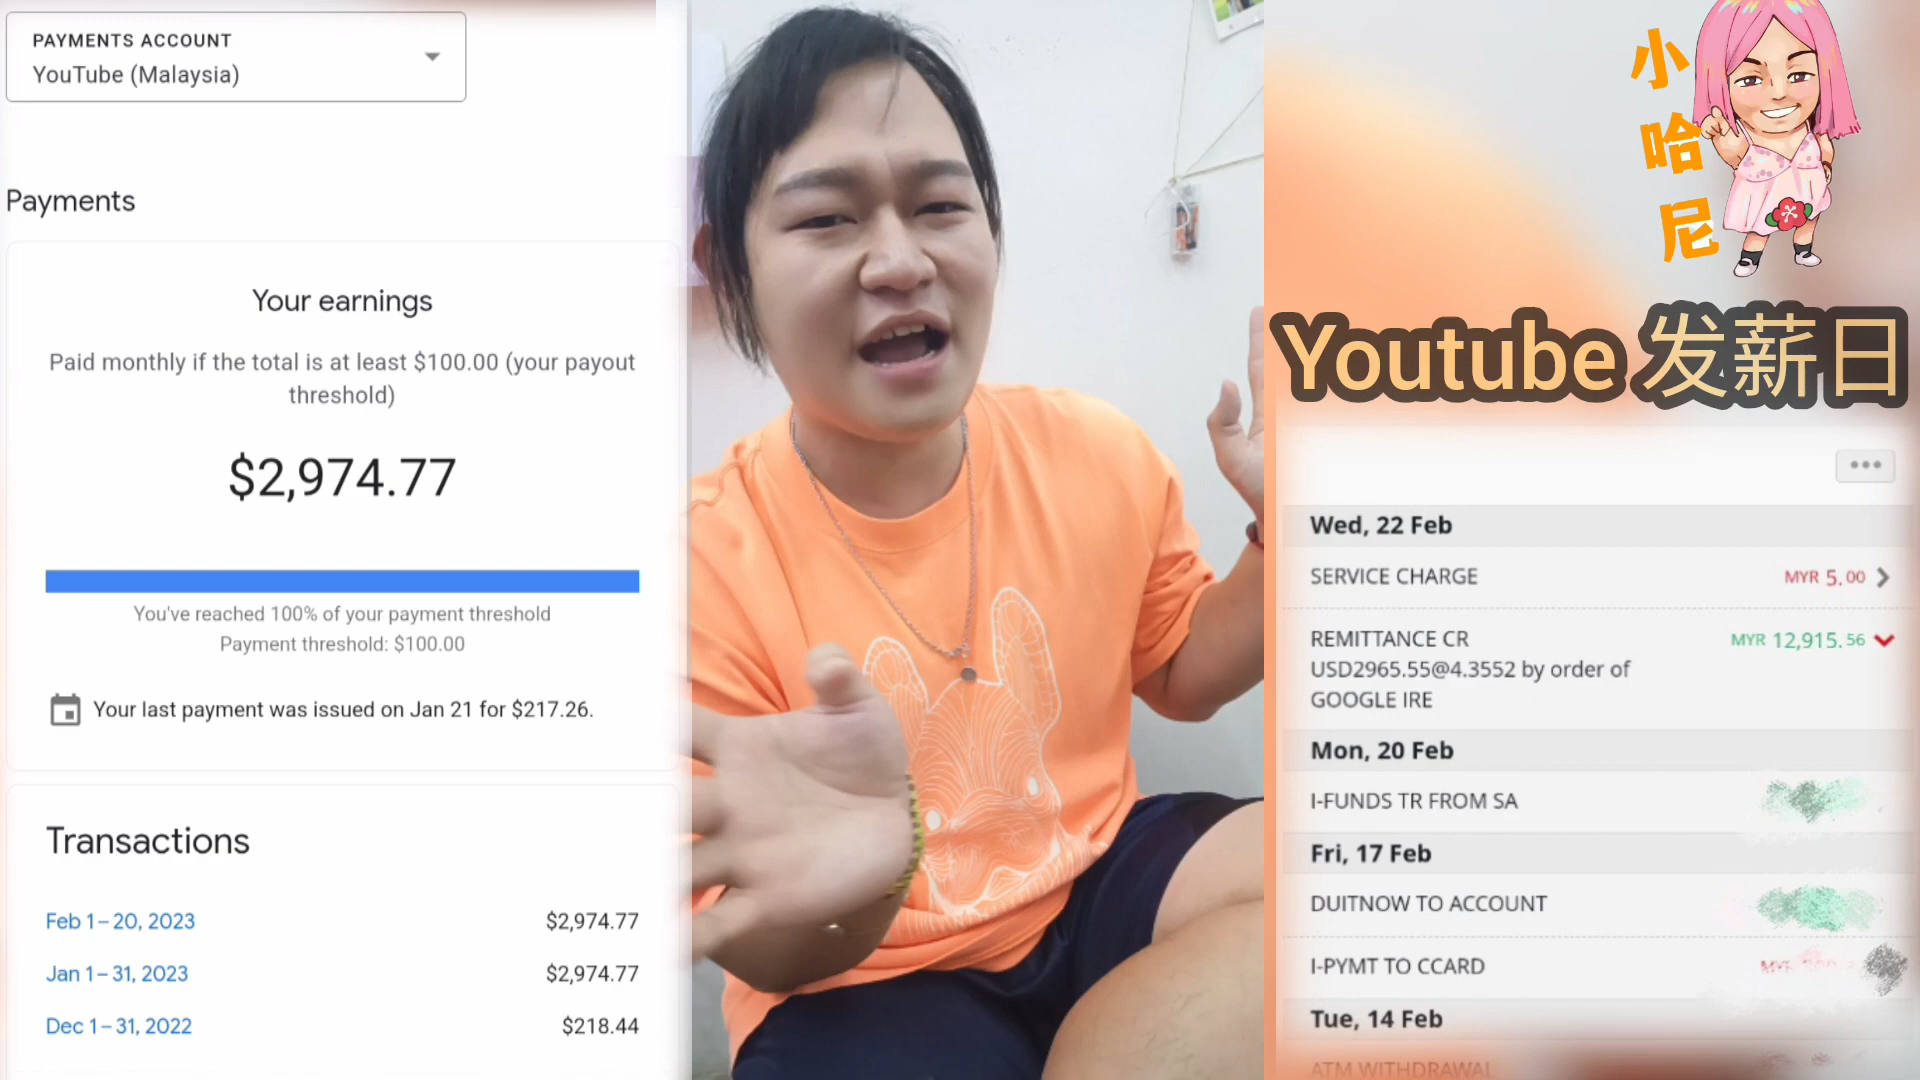 PAYMENTS ACCOUNT
YouTube (Malaysia)
Payments
Your earnings
Paid monthly if the total is at least $100.00 (your payout
threshold)
$2,974.77
You've reached 100% of your payment threshold
Payment threshold: $100.00
Your last payment was issued on Jan 21 for $217.26.
Transactions
Feb 1 – 20, 2023 $2,974.77
Jan 1 – 31, 2023 $2,974.77
Dec 1 – 31, 2022 $218.44
小哈尼
Youtube 发薪日
Wed, 22 Feb
SERVICE CHARGE MYR 5.00
REMITTANCE CR MYR 12,915.56
USD2965.55@4.3552 by order of
GOOGLE IRE
Mon, 20 Feb
I-FUNDS TR FROM SA
Fri, 17 Feb
DUITNOW TO ACCOUNT
I-PYMT TO CCARD
Tue, 14 Feb
ATM WITHDRAWAL